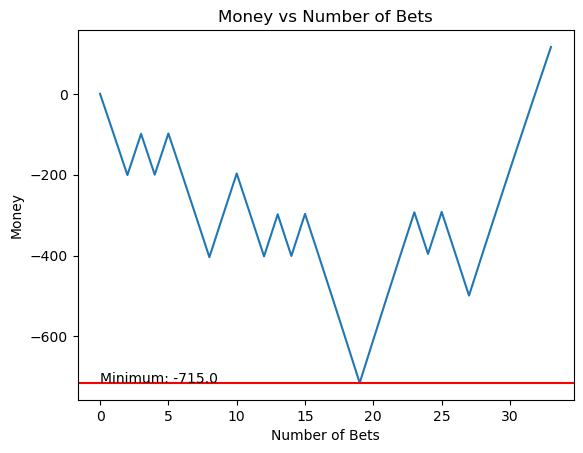 Money vs Number of Bets
0
−200
−400
−600
Money
Minimum: -715.0
0 5 10 15 20 25 30
Number of Bets